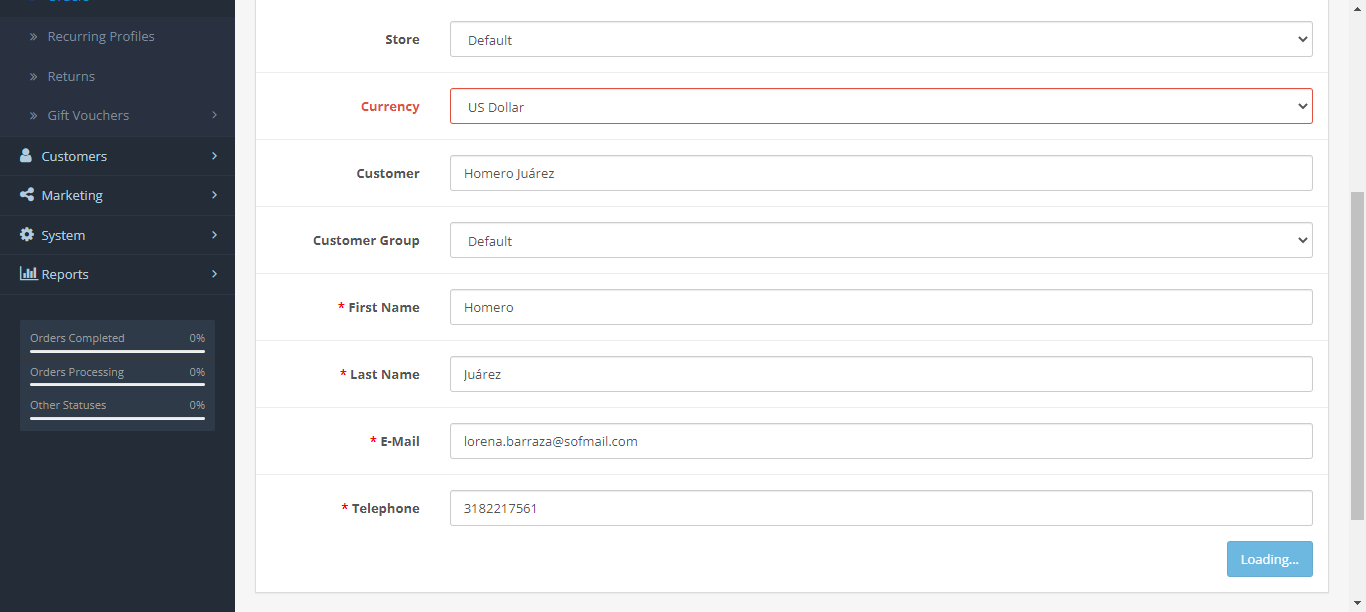 Recurring Profiles
Returns
Gift Vouchers
Customers
Marketing
System
Reports
Orders Completed 0%
Orders Processing 0%
Other Statuses 0%
Store Default
Currency US Dollar
Customer Homero Juárez
Customer Group Default
* First Name Homero
* Last Name Juárez
* E-Mail lorena.barraza@sofmail.com
* Telephone 3182217561
Loading...